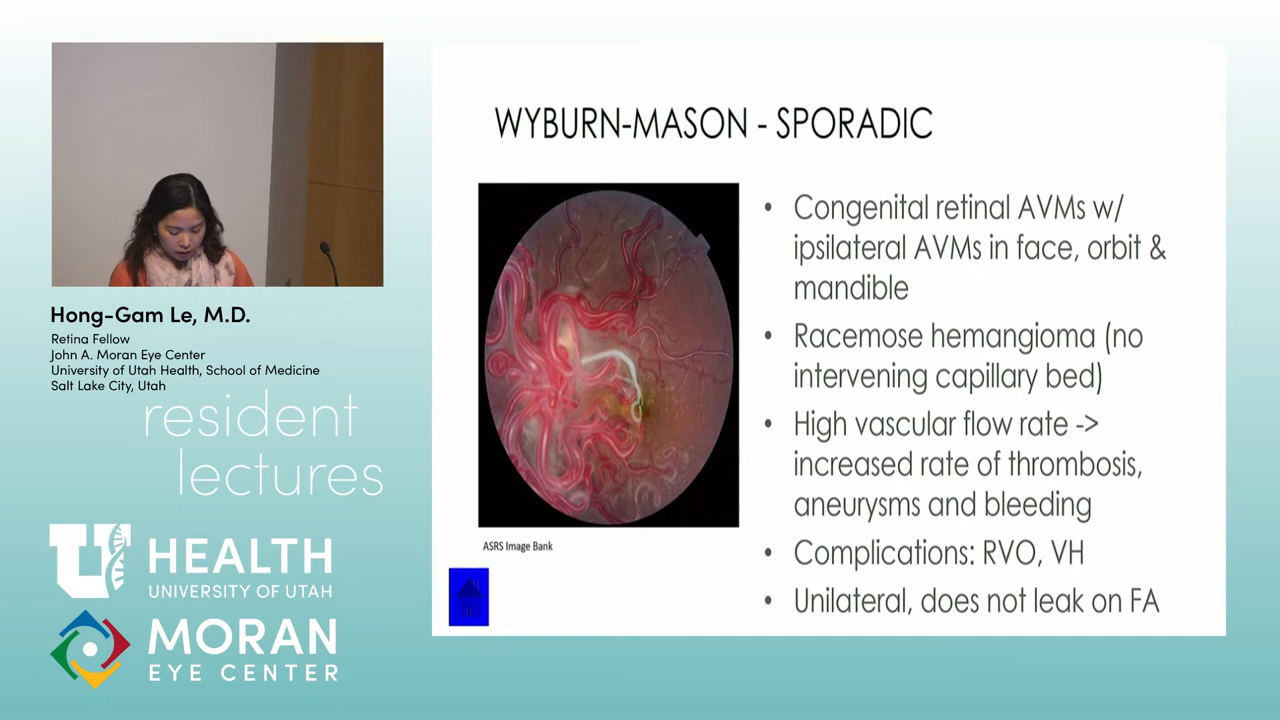 Hong-Gam Le, M.D.
Retina Fellow
John A. Moran Eye Center
University of Utah Health, School of Medicine
Salt Lake City, Utah
resident
lectures
U HEALTH
UNIVERSITY OF UTAH
MORAN
EYE CENTER
WYBURN-MASON - SPORADIC
• Congenital retinal AVMs w/
ipsilateral AVMs in face, orbit &
mandible
• Racemose hemangioma (no
intervening capillary bed)
• High vascular flow rate ->
increased rate of thrombosis,
aneurysms and bleeding
• Complications: RVO, VH
• Unilateral, does not leak on FA
ASRS Image Bank